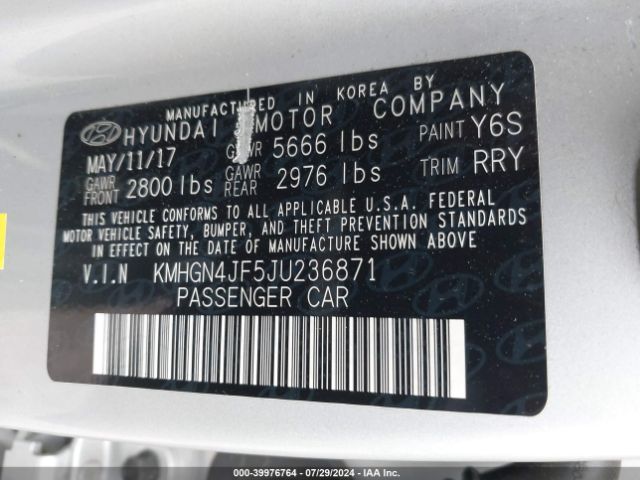 MANUFACTURED IN KOREA BY
HYUNDAI MOTOR COMPANY
MAY/11/17 GVWR 5666 lbs PAINT Y6S
GAWR FRONT 2800 lbs GAWR REAR 2976 lbs TRIM RRY
THIS VEHICLE CONFORMS TO ALL APPLICABLE U.S.A. FEDERAL
MOTOR VEHICLE SAFETY, BUMPER, AND THEFT PREVENTION STANDARDS
IN EFFECT ON THE DATE OF MANUFACTURE SHOWN ABOVE
V.I.N KMHGN4JF5JU236871
PASSENGER CAR
000-39976764 | 07/29/2024 | IAA Inc.